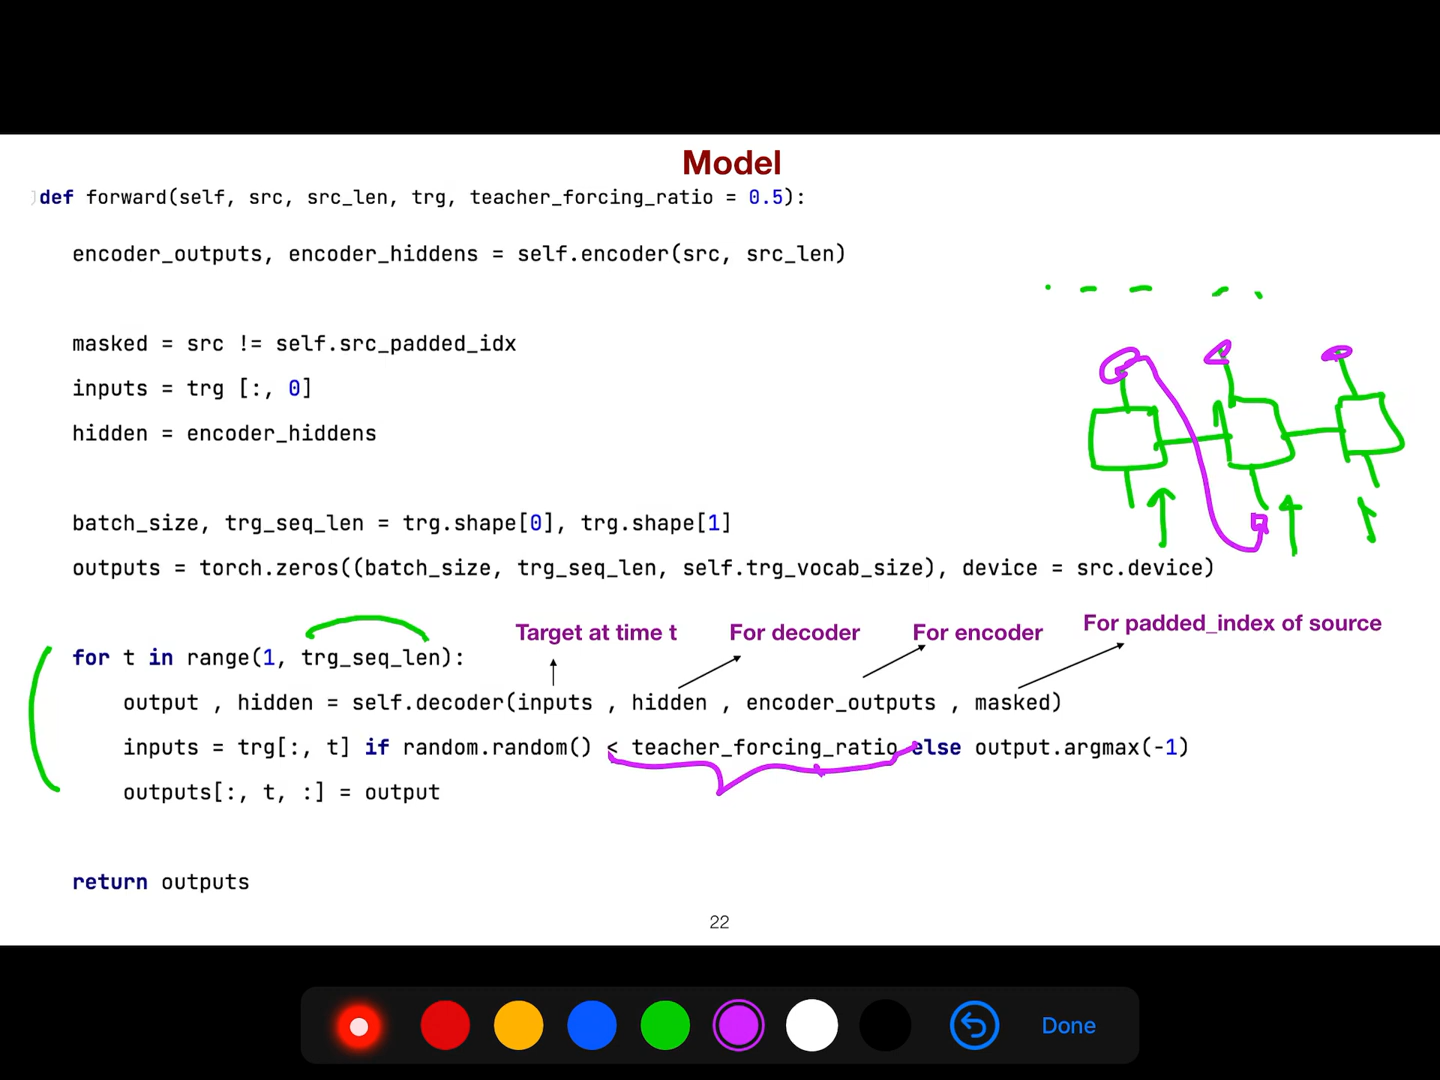 Model
def forward(self, src, src_len, trg, teacher_forcing_ratio = 0.5):
encoder_outputs, encoder_hiddens = self.encoder(src, src_len)
masked = src != self.src_padded_idx
inputs = trg [:, 0]
hidden = encoder_hiddens
batch_size, trg_seq_len = trg.shape[0], trg.shape[1]
outputs = torch.zeros((batch_size, trg_seq_len, self.trg_vocab_size), device = src.device)
Target at time t For decoder For encoder For padded_index of source
for t in range(1, trg_seq_len):
output , hidden = self.decoder(inputs , hidden , encoder_outputs , masked)
inputs = trg[:, t] if random.random() < teacher_forcing_ratio else output.argmax(-1)
outputs[:, t, :] = output
return outputs
22
Done